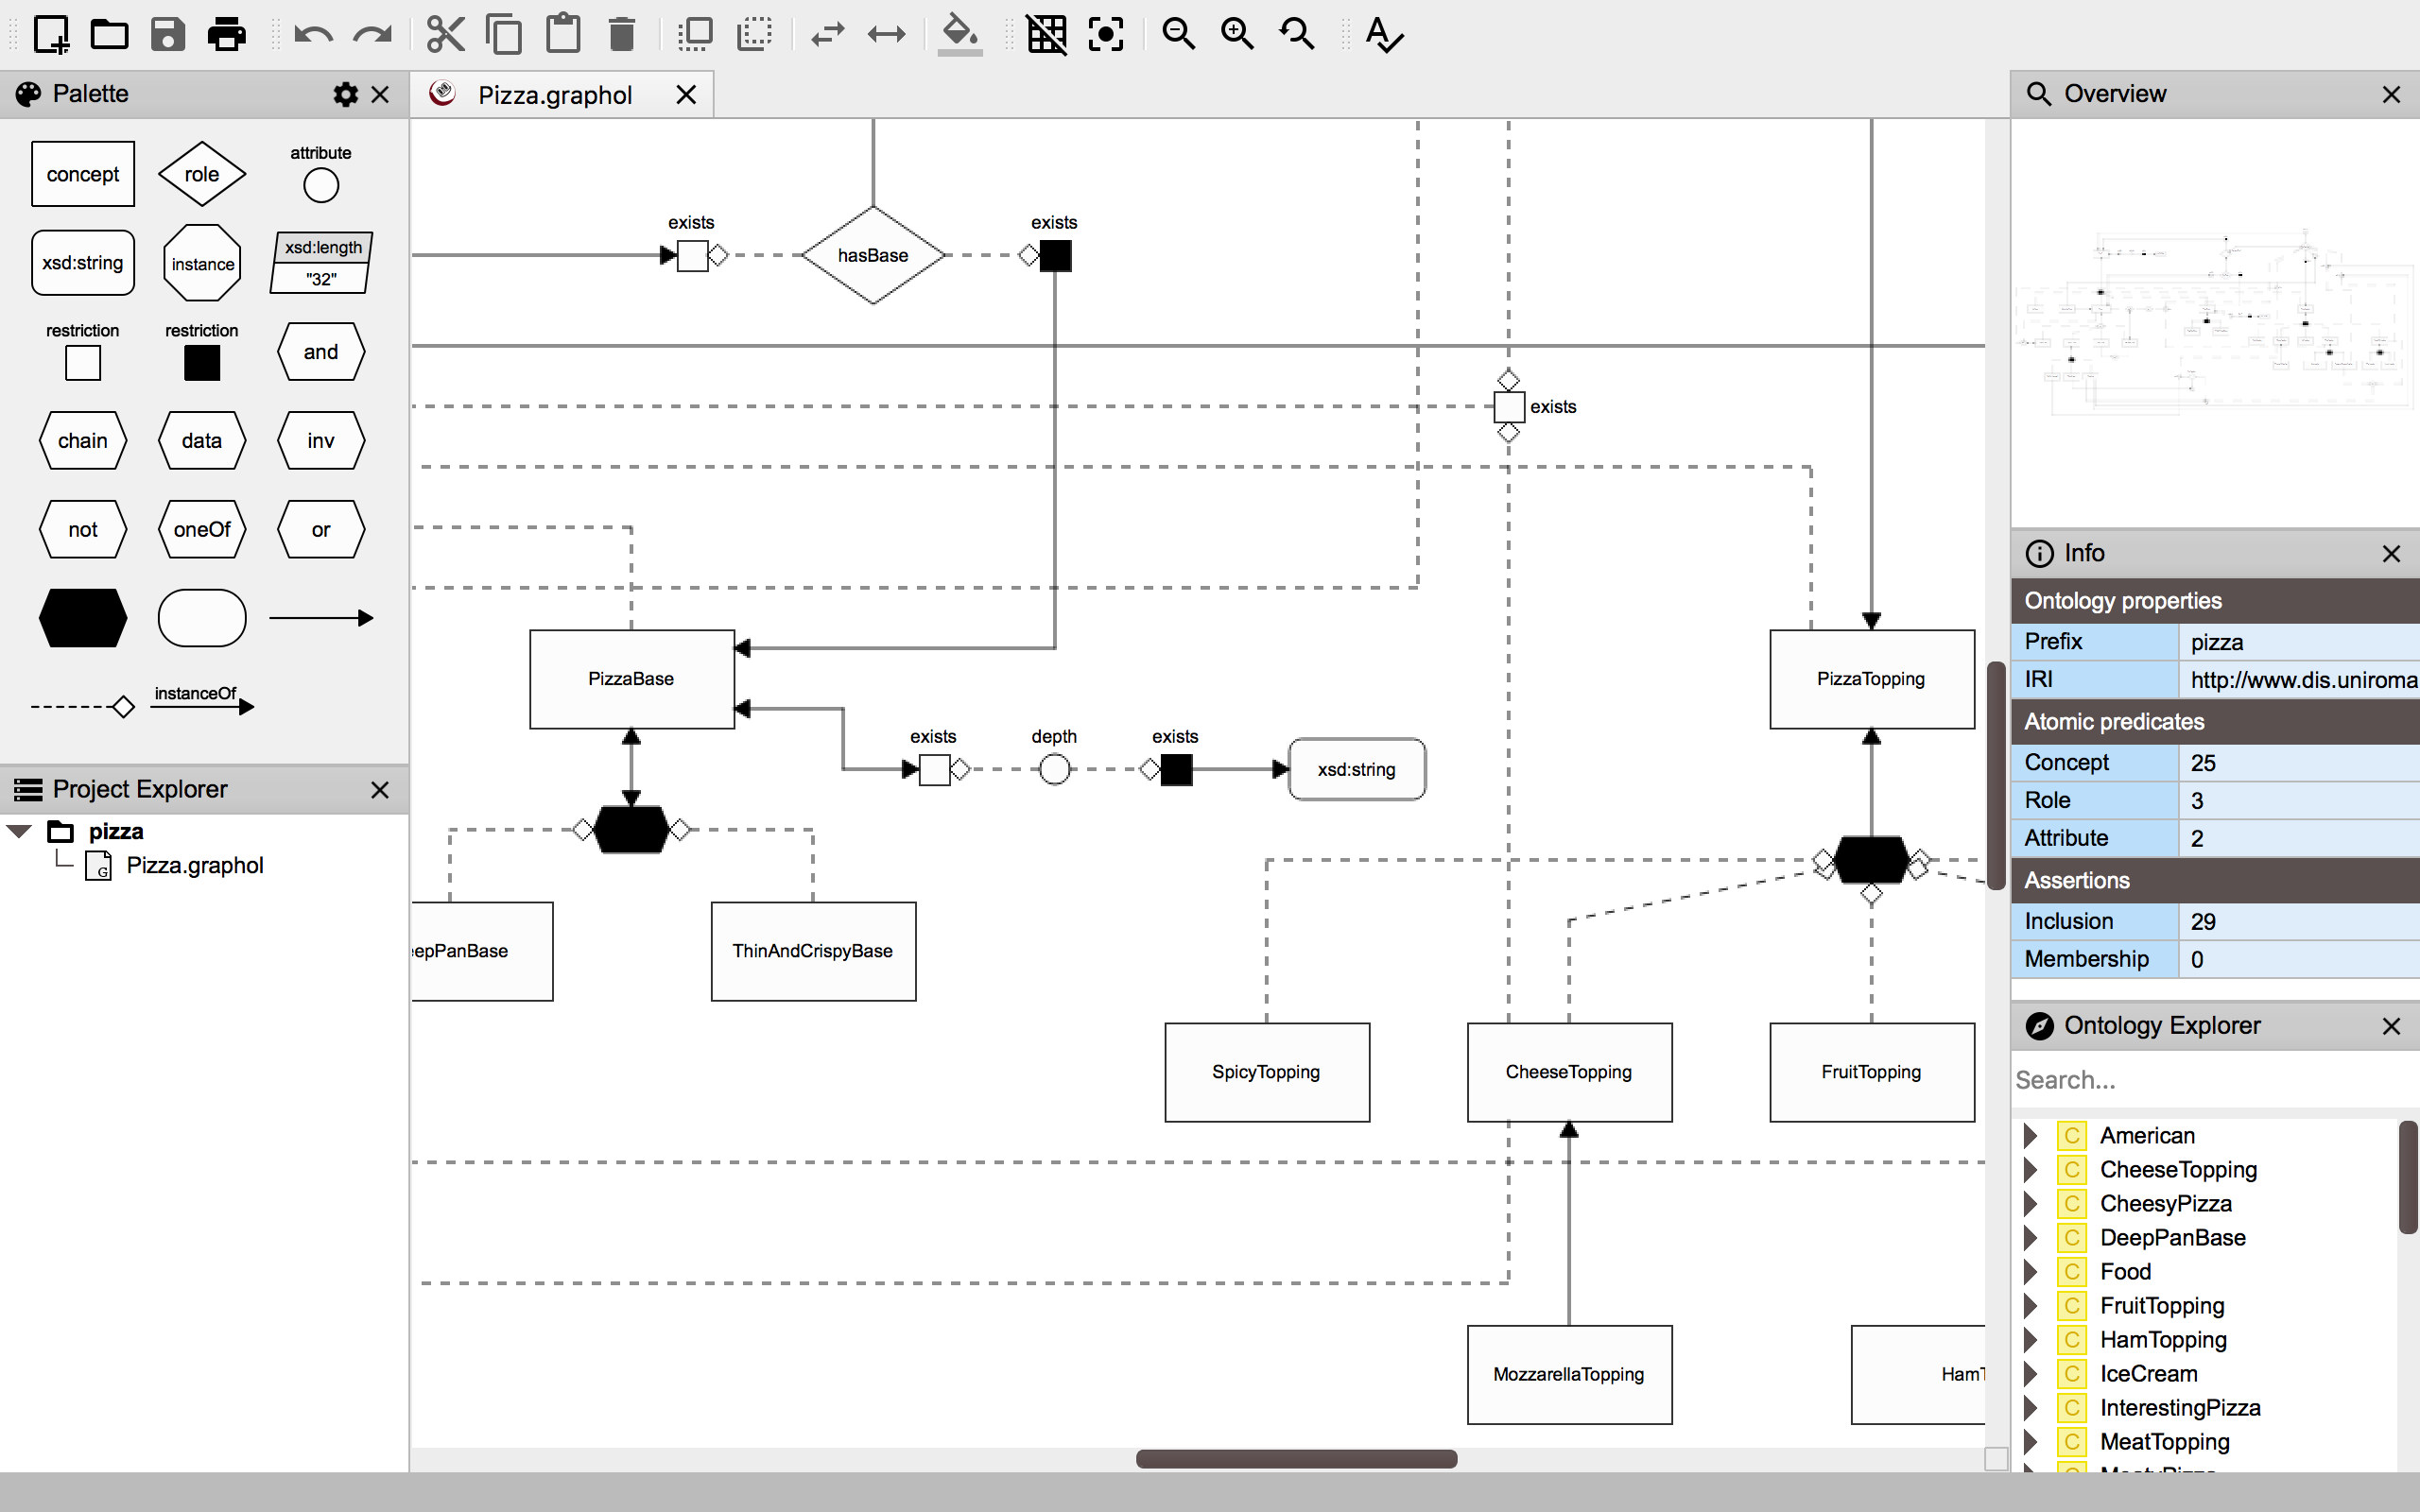 Palette
Pizza.graphol
Overview
concept
role
attribute
xsd:string
instance
xsd:length
"32"
restriction
restriction
and
chain
data
inv
not
oneOf
or
instanceOf
Project Explorer
pizza
Pizza.graphol
exists
hasBase
exists
exists
PizzaBase
PizzaTopping
exists
depth
exists
xsd:string
eepPanBase
ThinAndCrispyBase
SpicyTopping
CheeseTopping
FruitTopping
MozzarellaTopping
HamT
Info
Ontology properties
Prefix pizza
IRI http://www.dis.uniroma
Atomic predicates
Concept 25
Role 3
Attribute 2
Assertions
Inclusion 29
Membership 0
Ontology Explorer
Search...
C American
C CheeseTopping
C CheesyPizza
C DeepPanBase
C Food
C FruitTopping
C HamTopping
C IceCream
C InterestingPizza
C MeatTopping